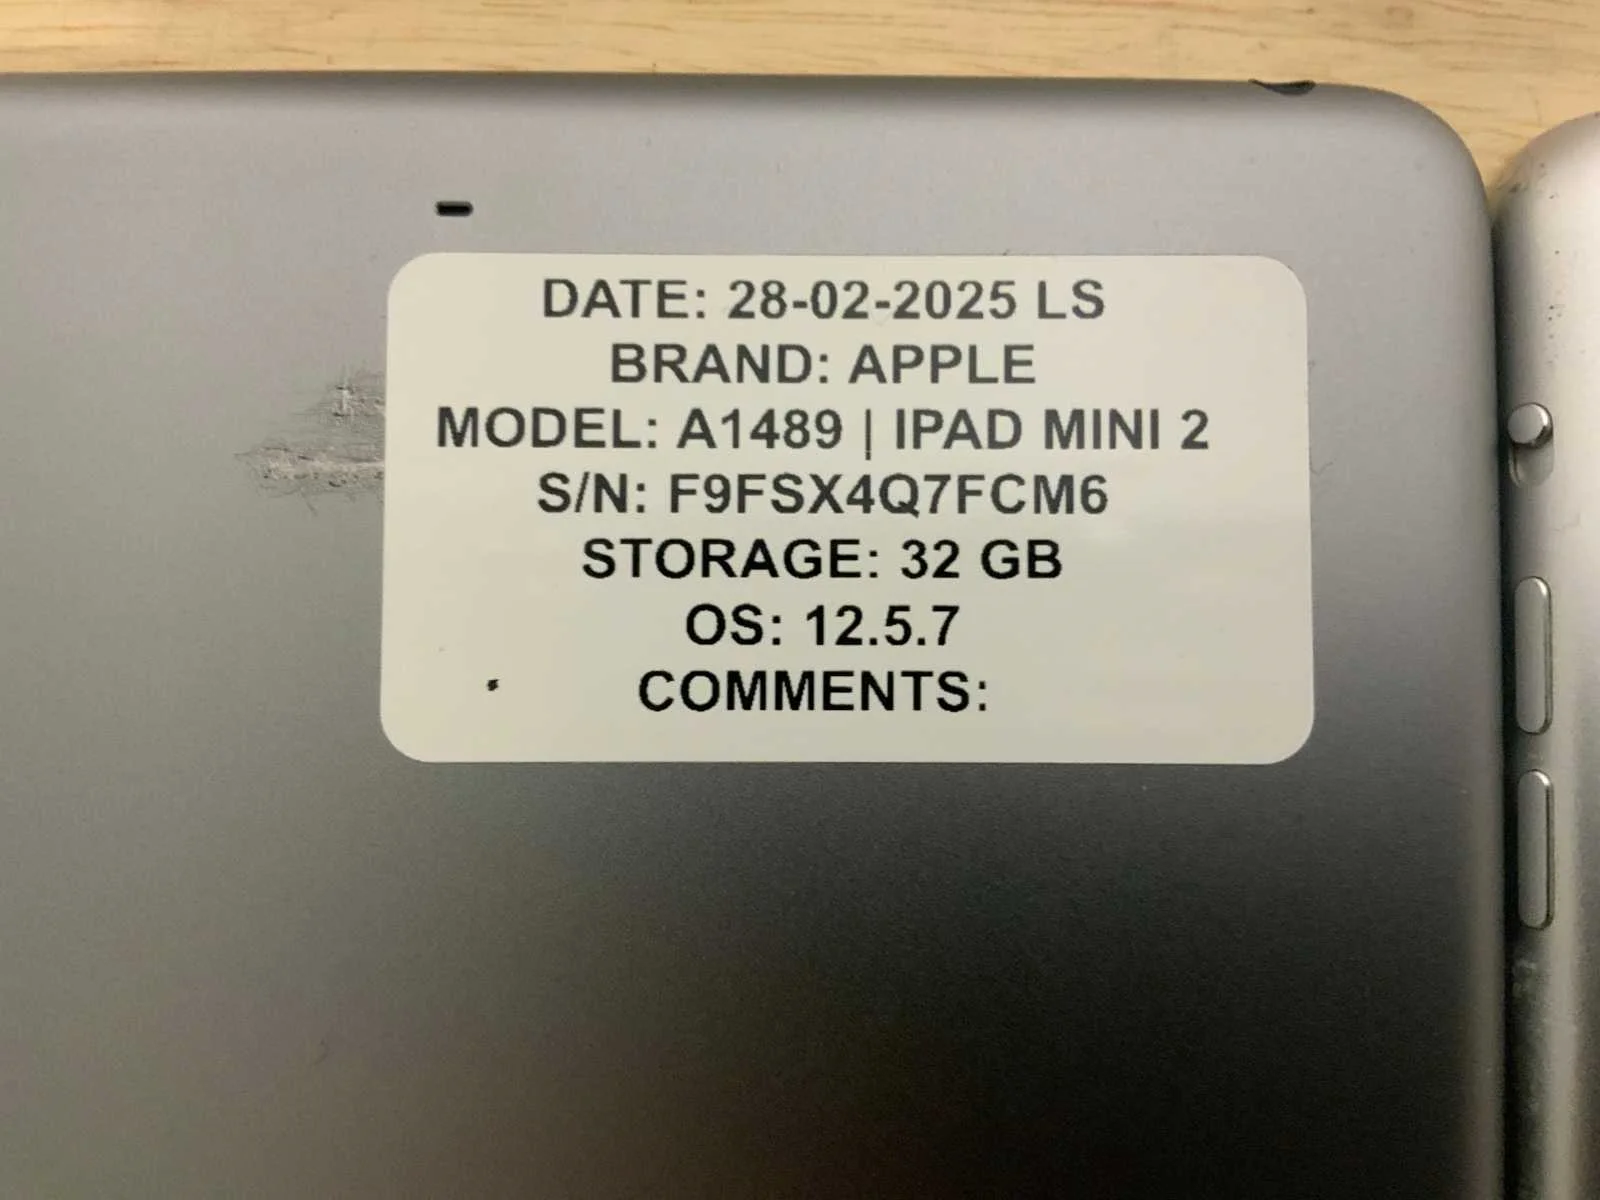 DATE: 28-02-2025 LS
BRAND: APPLE
MODEL: A1489 | IPAD MINI 2
S/N: F9FSX4Q7FCM6
STORAGE: 32 GB
OS: 12.5.7
COMMENTS: